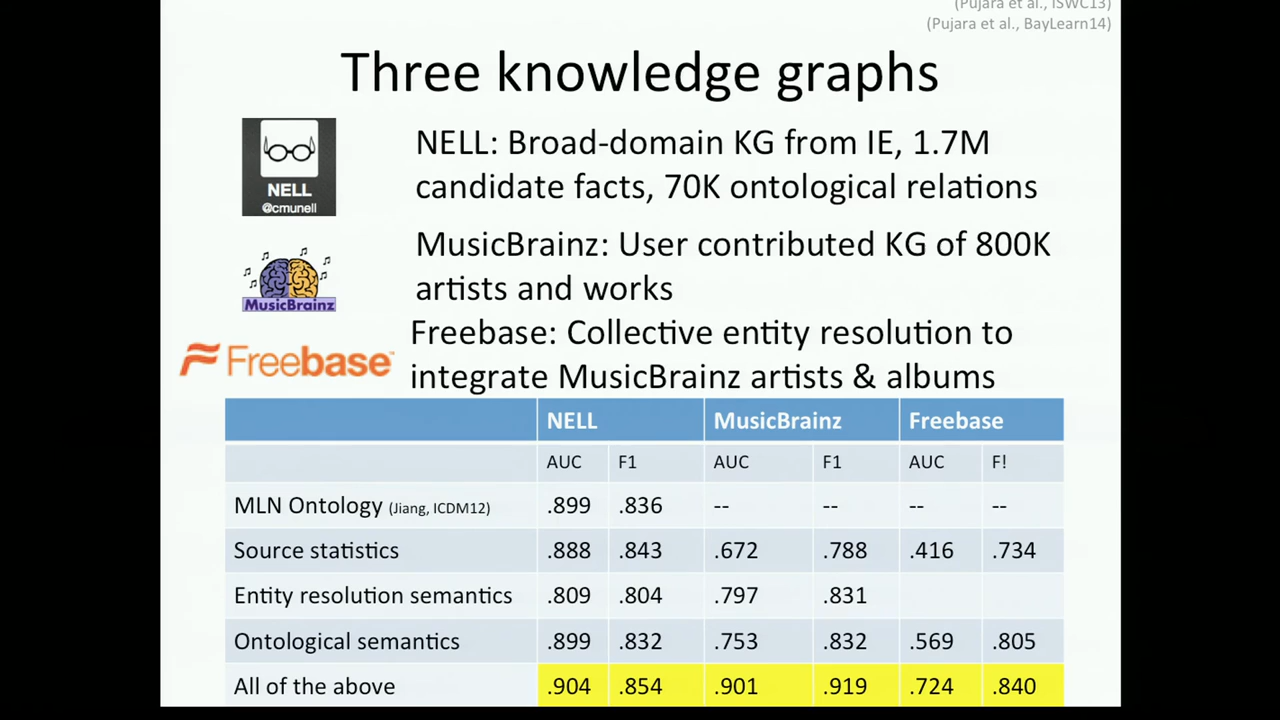 (Pujara et al., ISWC13)
(Pujara et al., BayLearn14)
Three knowledge graphs
NELL
@cmunell
NELL: Broad-domain KG from IE, 1.7M
candidate facts, 70K ontological relations
MusicBrainz
MusicBrainz: User contributed KG of 800K
artists and works
Freebase
Freebase: Collective entity resolution to
integrate MusicBrainz artists & albums
NELL MusicBrainz Freebase
AUC F1 AUC F1 AUC F!
MLN Ontology (Jiang, ICDM12) .899 .836 -- -- -- --
Source statistics .888 .843 .672 .788 .416 .734
Entity resolution semantics .809 .804 .797 .831
Ontological semantics .899 .832 .753 .832 .569 .805
All of the above .904 .854 .901 .919 .724 .840